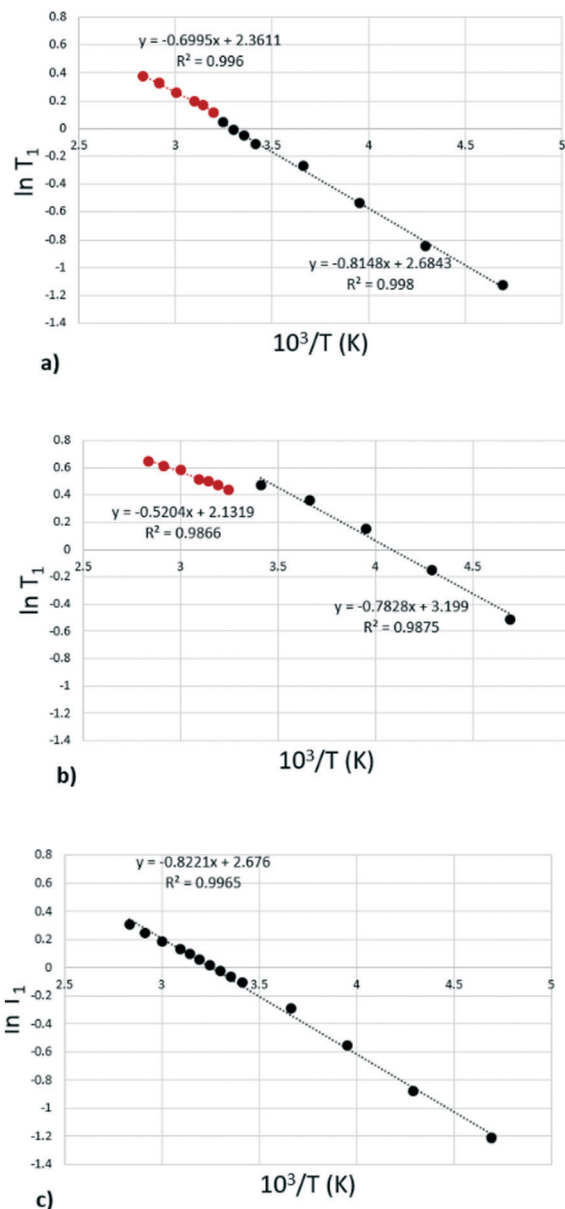 y = -0.6995x + 2.3611
R² = 0.996
0.6
0.4
0.2
0
2.5 3 3.5 4 4.5 5
-0.2
-0.4
-0.6
-0.8
-1
-1.2
-1.4
ln T₁
y = -0.8148x + 2.6843
R² = 0.998
10³/T (K)
a)
0.8
0.6
0.4
0.2
0
2.5 3 3.5 4 4.5
-0.2
-0.4
-0.6
-0.8
-1
-1.2
-1.4
ln T₁
y = -0.5204x + 2.1319
R² = 0.9866
y = -0.7828x + 3.199
R² = 0.9875
10³/T (K)
b)
0.8
0.6
0.4
0.2
0
2.5 3 3.5 4 4.5 5
-0.2
-0.4
-0.6
-0.8
-1
-1.2
-1.4
ln T₁
y = -0.8221x + 2.676
R² = 0.9965
10³/T (K)
c)